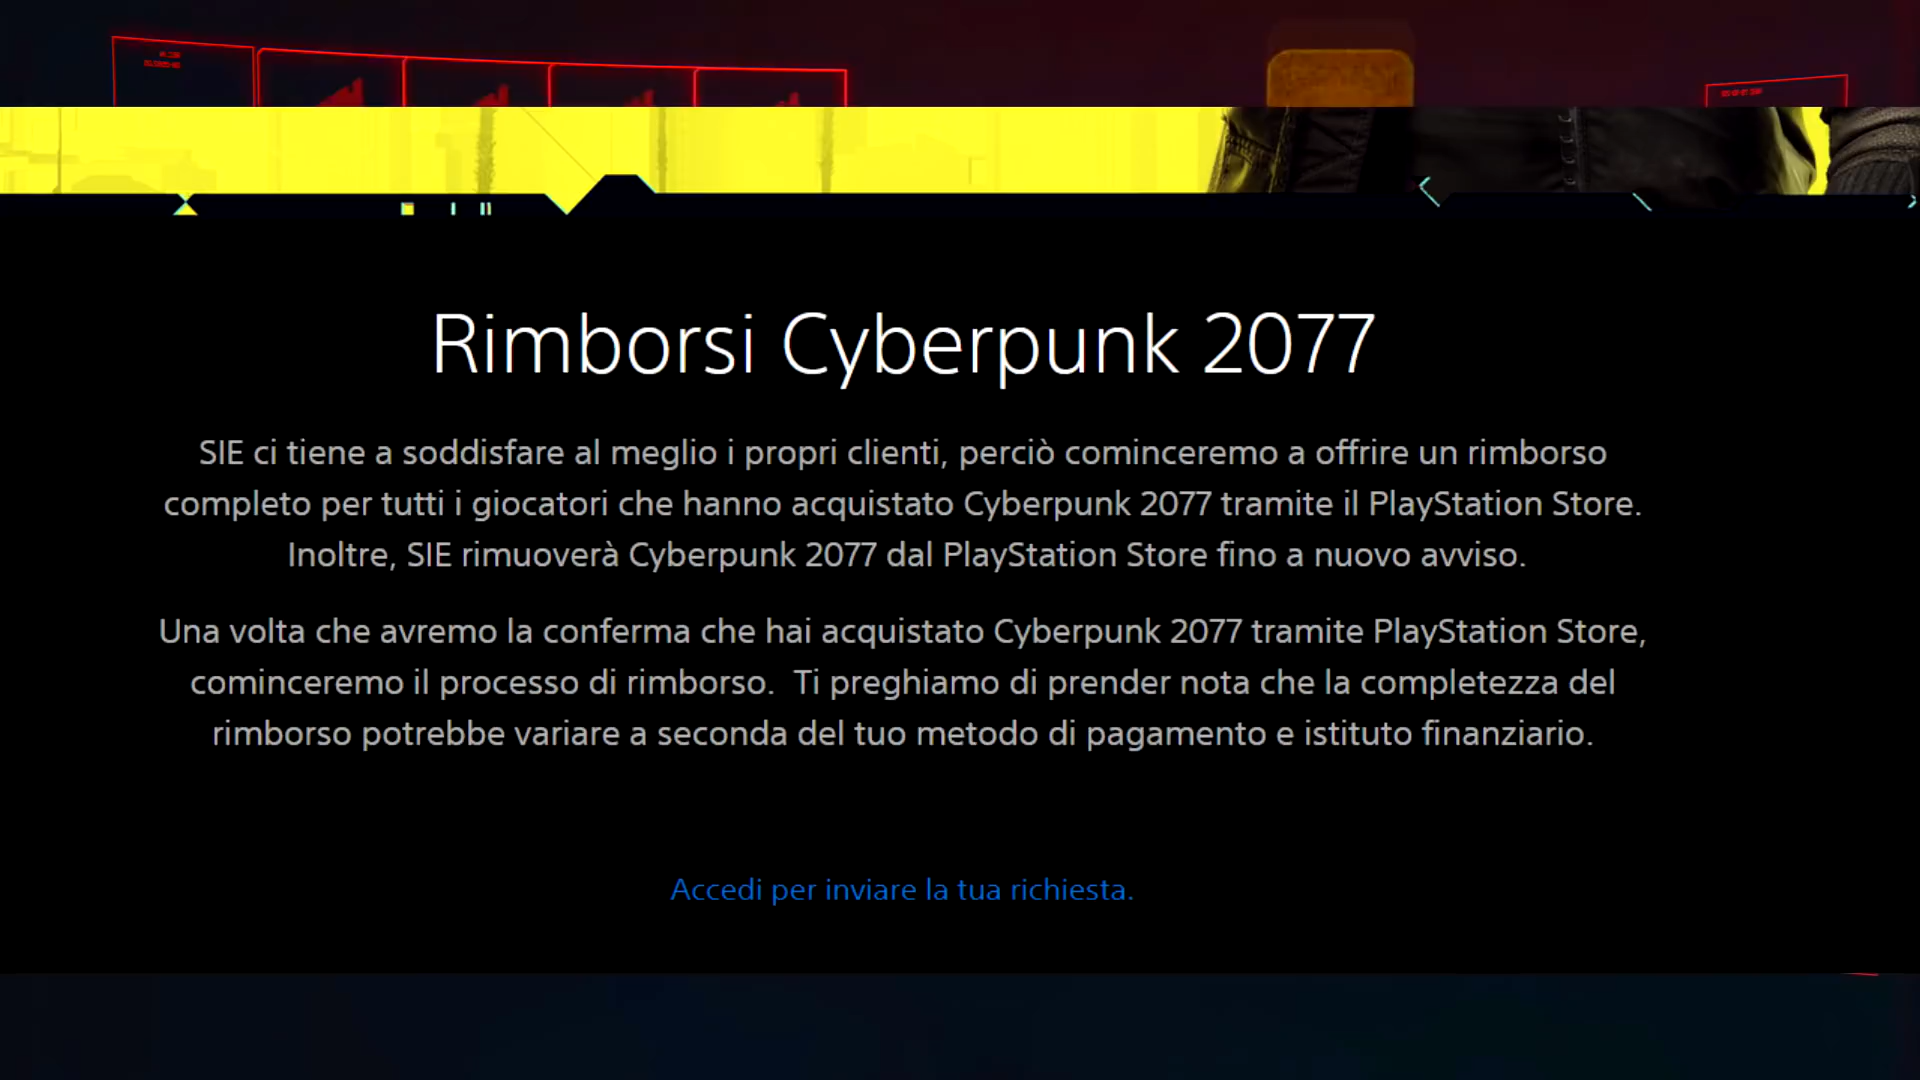 Rimborsi Cyberpunk 2077
SIE ci tiene a soddisfare al meglio i propri clienti, perciò cominceremo a offrire un rimborso
completo per tutti i giocatori che hanno acquistato Cyberpunk 2077 tramite il PlayStation Store.
Inoltre, SIE rimuoverà Cyberpunk 2077 dal PlayStation Store fino a nuovo avviso.
Una volta che avremo la conferma che hai acquistato Cyberpunk 2077 tramite PlayStation Store,
cominceremo il processo di rimborso.  Ti preghiamo di prender nota che la completezza del
rimborso potrebbe variare a seconda del tuo metodo di pagamento e istituto finanziario.
Accedi per inviare la tua richiesta.